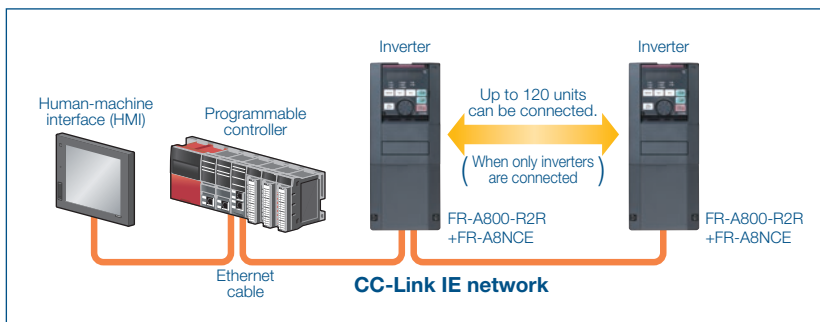 Inverter
Inverter
Human-machine
interface (HMI)
Programmable
controller
Up to 120 units
can be connected.
(When only inverters
are connected)
FR-A800-R2R
+FR-A8NCE
FR-A800-R2R
+FR-A8NCE
Ethernet
cable
CC-Link IE network